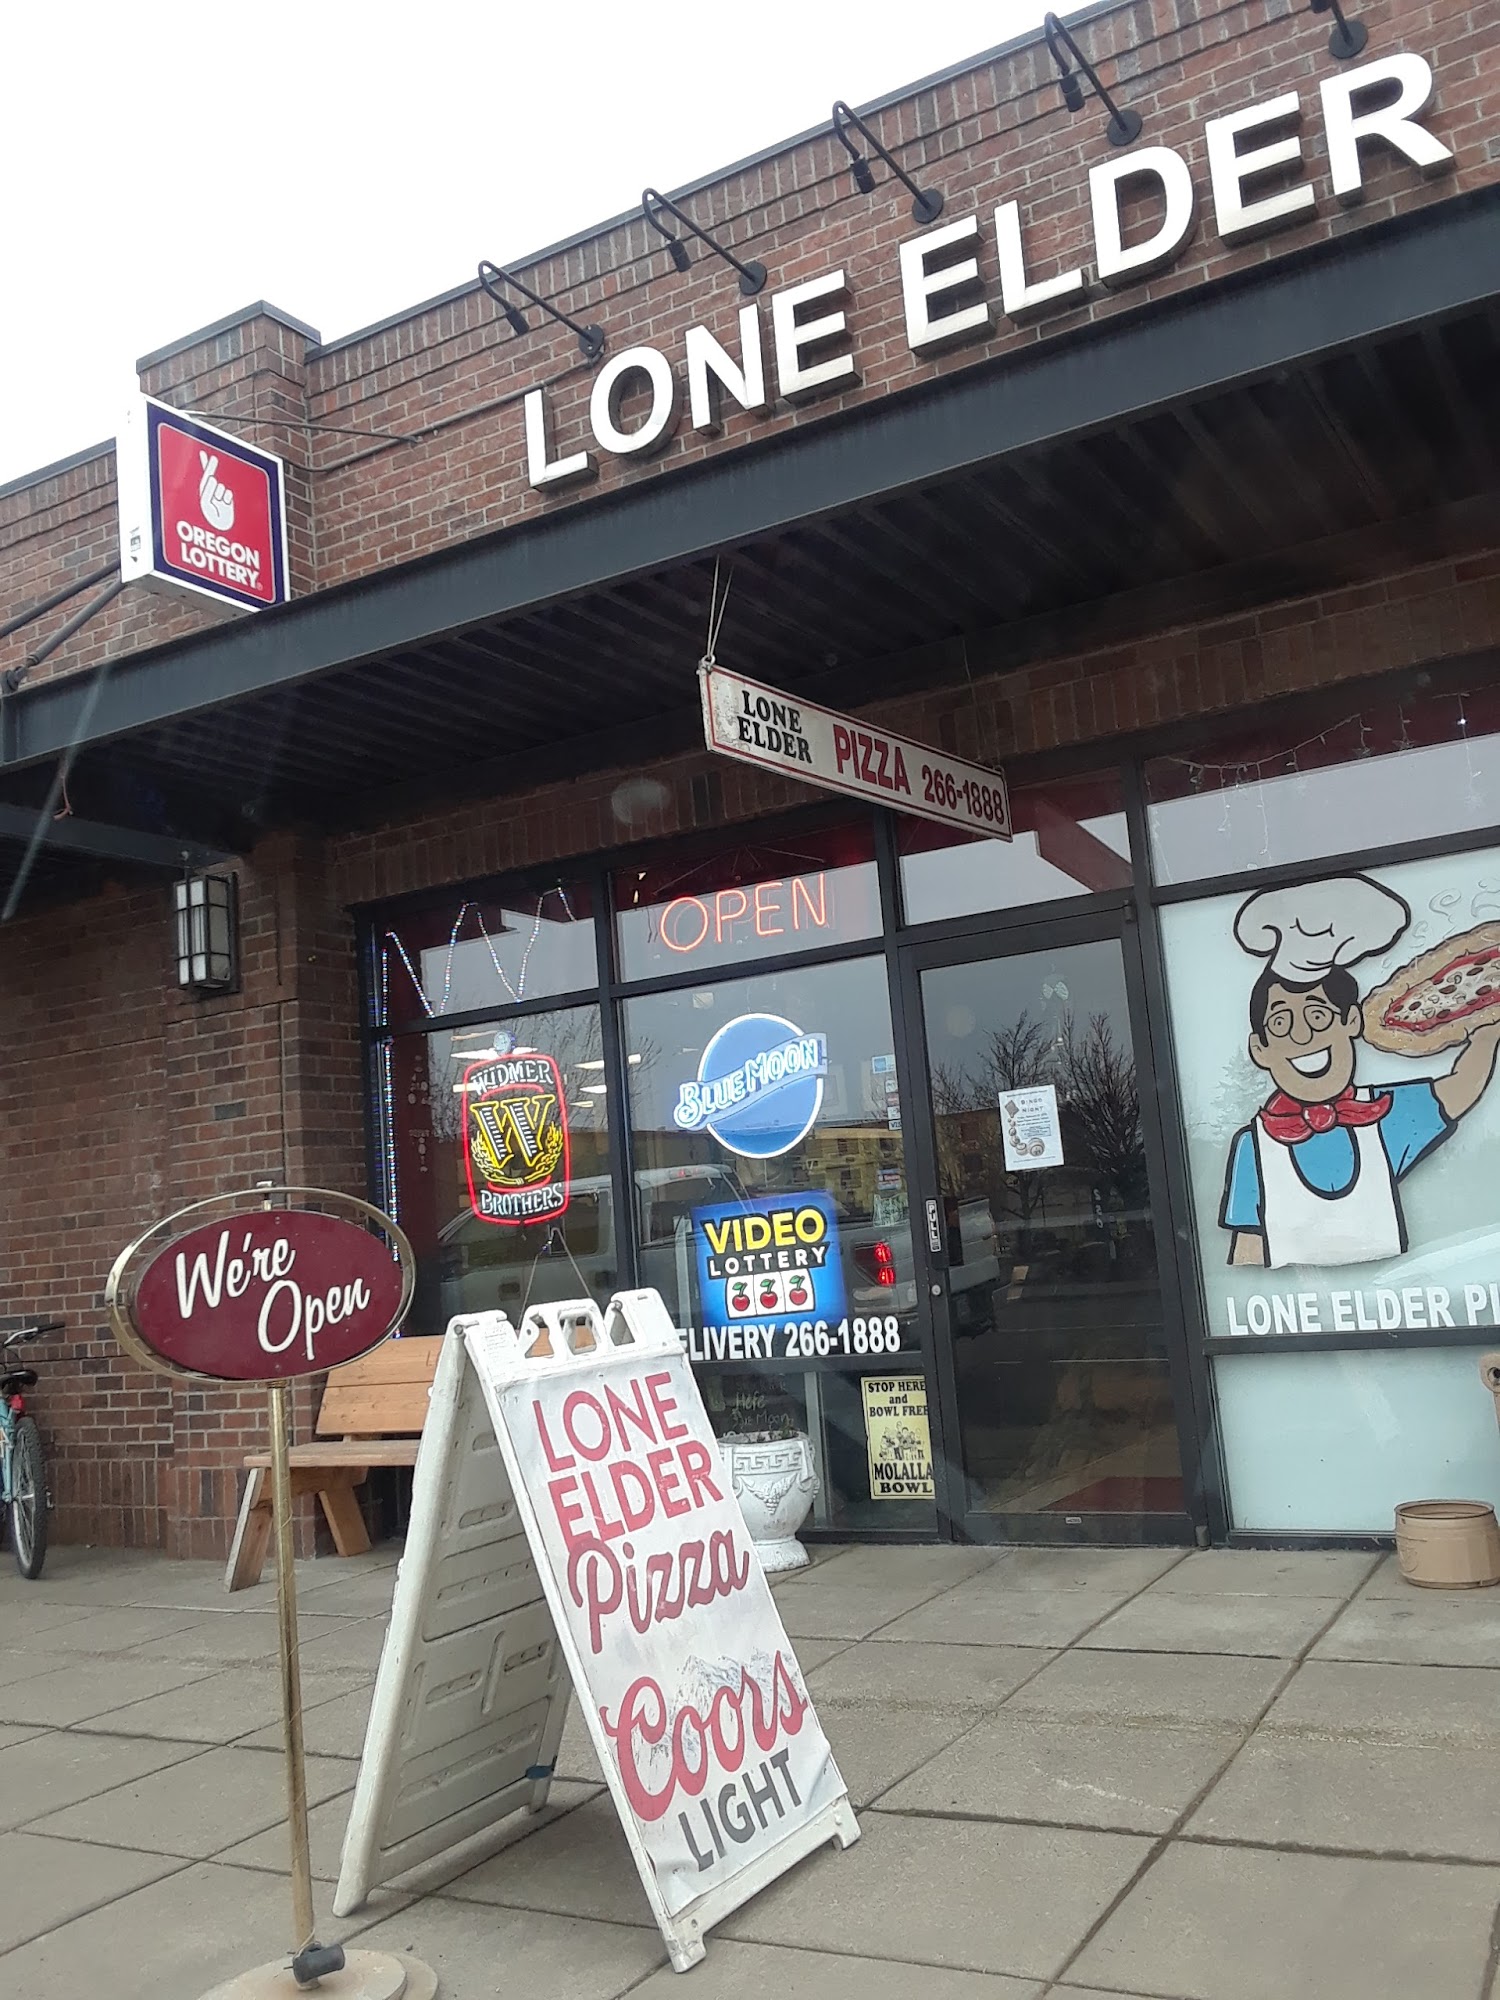 LONE ELDER
OREGON
LOTTERY
LONE
ELDER
PIZZA 266-1888
OPEN
WIDMER
W
BROTHERS
BLUE MOON
BINGO
NIGHT
PULL
VIDEO
LOTTERY
ELIVERY 266-1888
LONE ELDER PI
We're
Open
STOP HERE
and
BOWL FREE
MOLALLA
BOWL
LONE
ELDER
Pizza
Coors
LIGHT